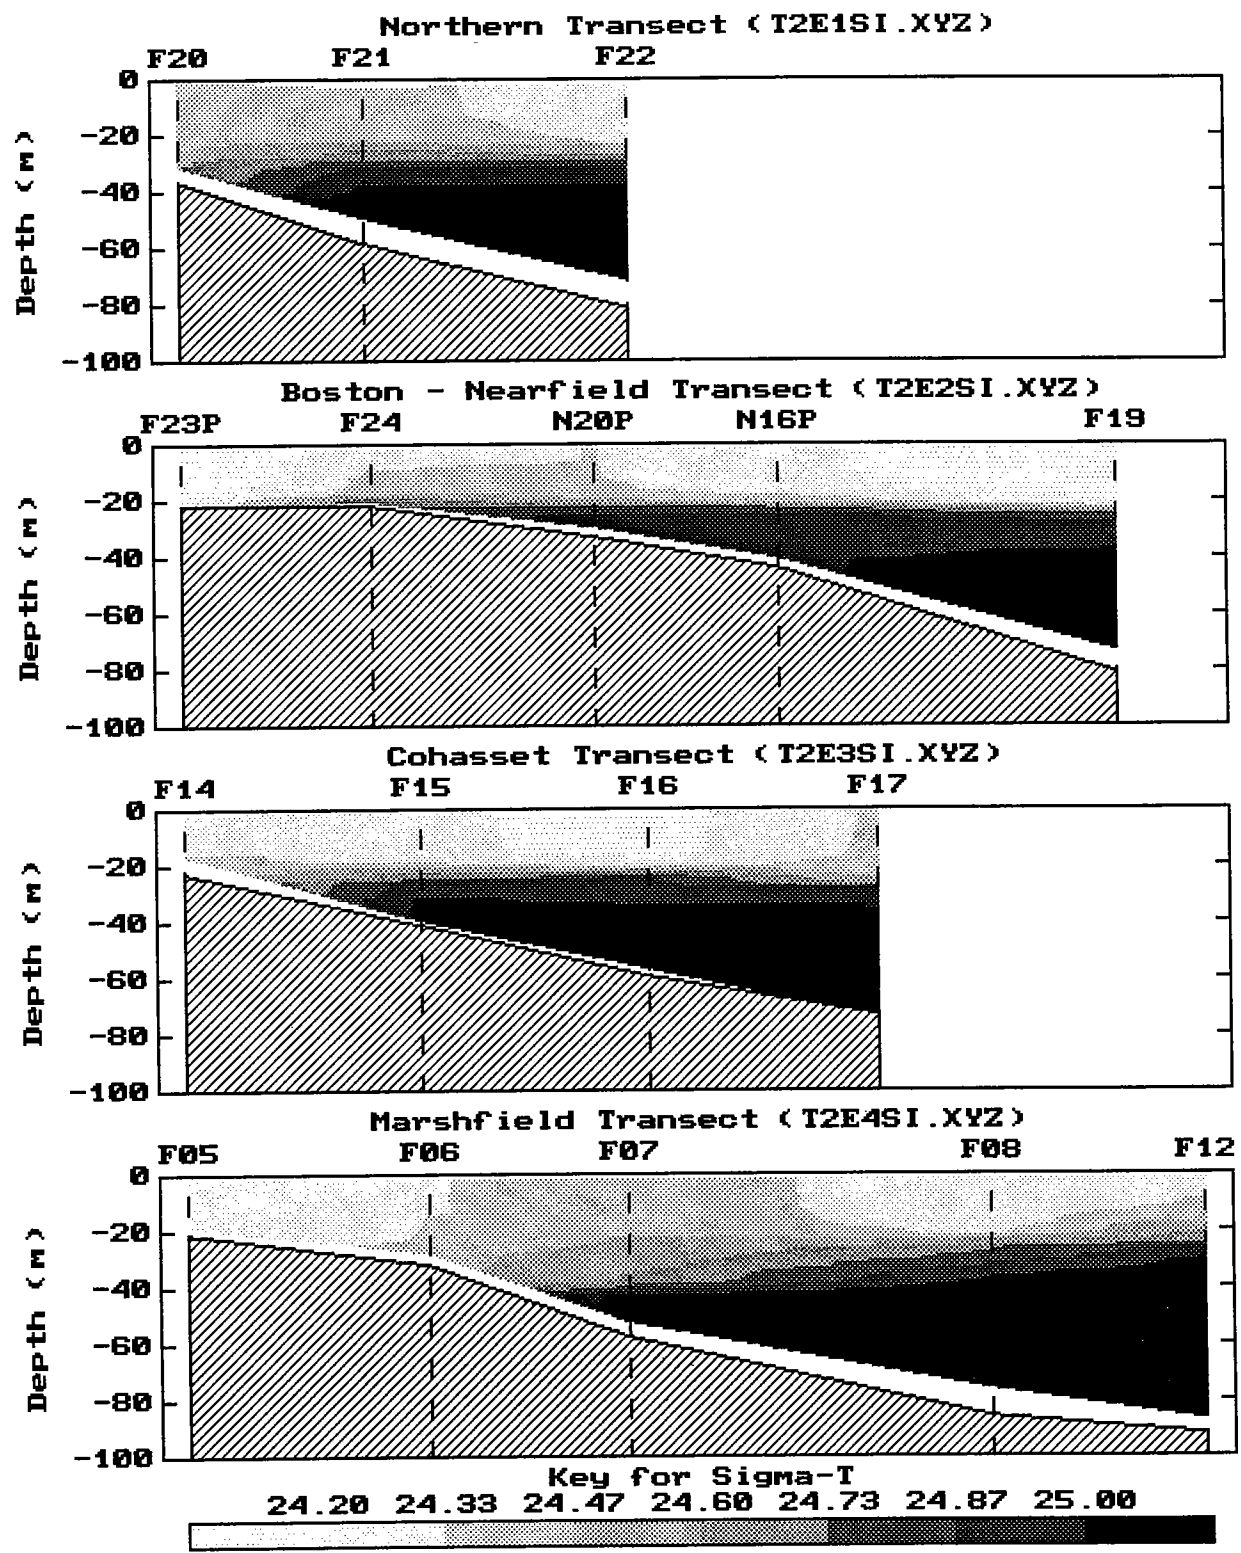 Northern Transect (T2E1SI.XYZ)
F20 F21 F22
0
-20
-40
-60
-80
-100
Depth (m)
Boston - Nearfield Transect (T2E2SI.XYZ)
F23P F24 N20P N16P F19
0
-20
-40
-60
-80
-100
Depth (m)
Cohasset Transect (T2E3SI.XYZ)
F14 F15 F16 F17
0
-20
-40
-60
-80
-100
Depth (m)
Marshfield Transect (T2E4SI.XYZ)
F05 F06 F07 F08 F12
0
-20
-40
-60
-80
-100
Depth (m)
Key for Sigma-T
24.20 24.33 24.47 24.60 24.73 24.87 25.00